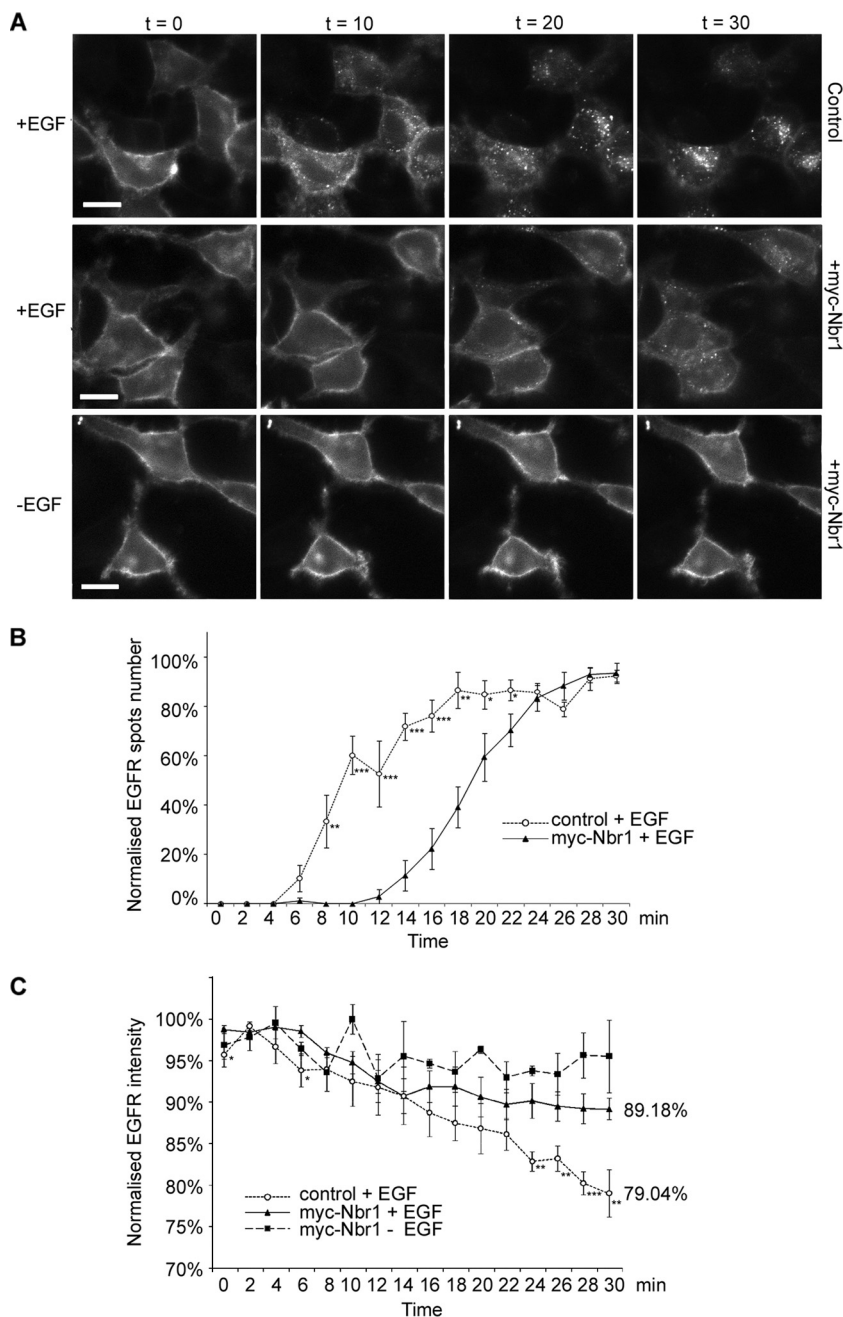 A
t = 0 t = 10 t = 20 t = 30
+EGF
Control
+EGF
+myc-Nbr1
-EGF
+myc-Nbr1
B
Normalised EGFR spots number
100%
80%
60%
40%
20%
0%
** *** *** *** *** ** * *
control + EGF
myc-Nbr1 + EGF
0 2 4 6 8 10 12 14 16 18 20 22 24 26 28 30 min
Time
C
Normalised EGFR intensity
100%
95%
90%
85%
80%
75%
70%
* * ** ** *** **
89.18%
79.04%
control + EGF
myc-Nbr1 + EGF
myc-Nbr1 - EGF
0 2 4 6 8 10 12 14 16 18 20 22 24 26 28 30 min
Time